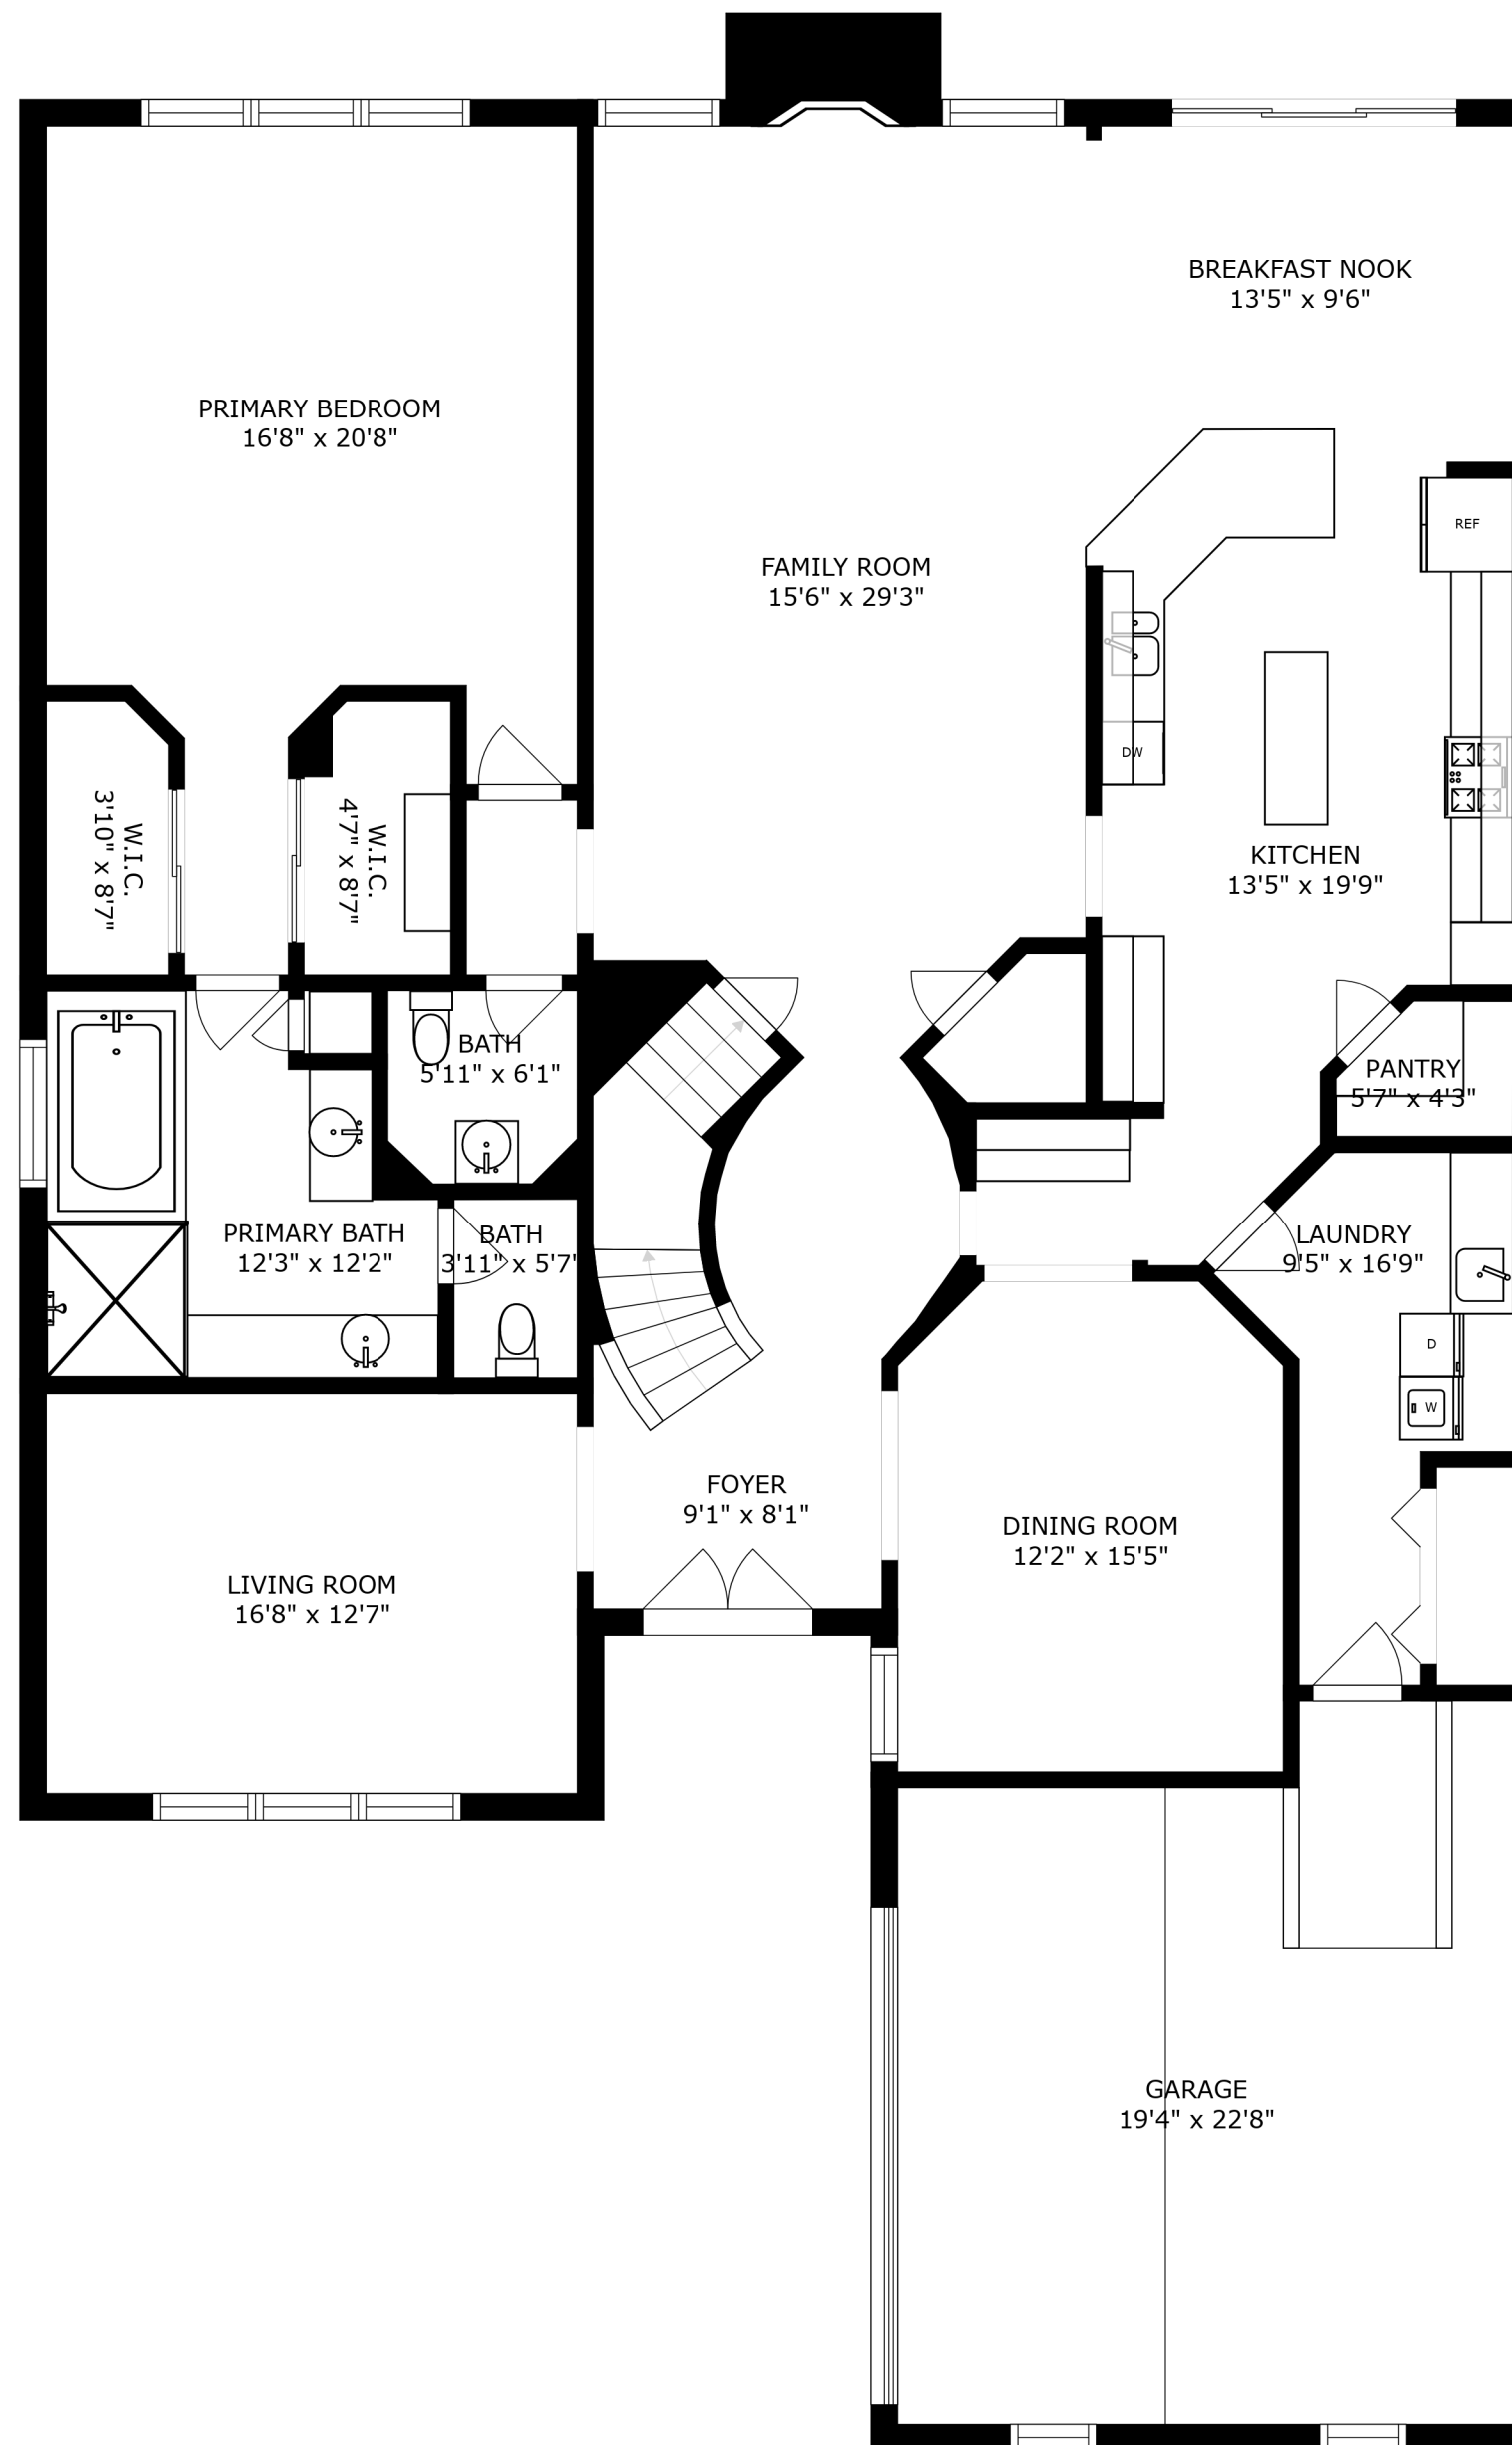 BREAKFAST NOOK
13'5" x 9'6"
PRIMARY BEDROOM
16'8" x 20'8"
REF
FAMILY ROOM
15'6" x 29'3"
DW
W.I.C.
3'10" x 8'7"
W.I.C.
4'7" x 8'7"
KITCHEN
13'5" x 19'9"
BATH
5'11" x 6'1"
PANTRY
5'7" x 4'3"
PRIMARY BATH
12'3" x 12'2"
BATH
3'11" x 5'7"
LAUNDRY
9'5" x 16'9"
D
W
FOYER
9'1" x 8'1"
DINING ROOM
12'2" x 15'5"
LIVING ROOM
16'8" x 12'7"
GARAGE
19'4" x 22'8"